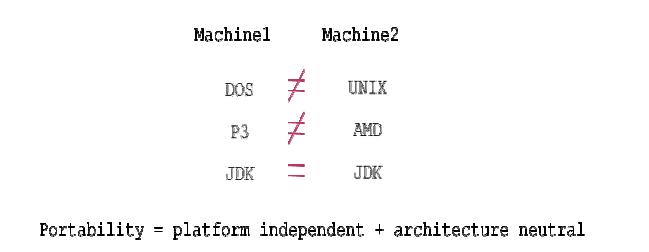 Machine1 Machine2
DOS ≠ UNIX
P3 ≠ AMD
JDK = JDK
Portability = platform independent + architecture neutral